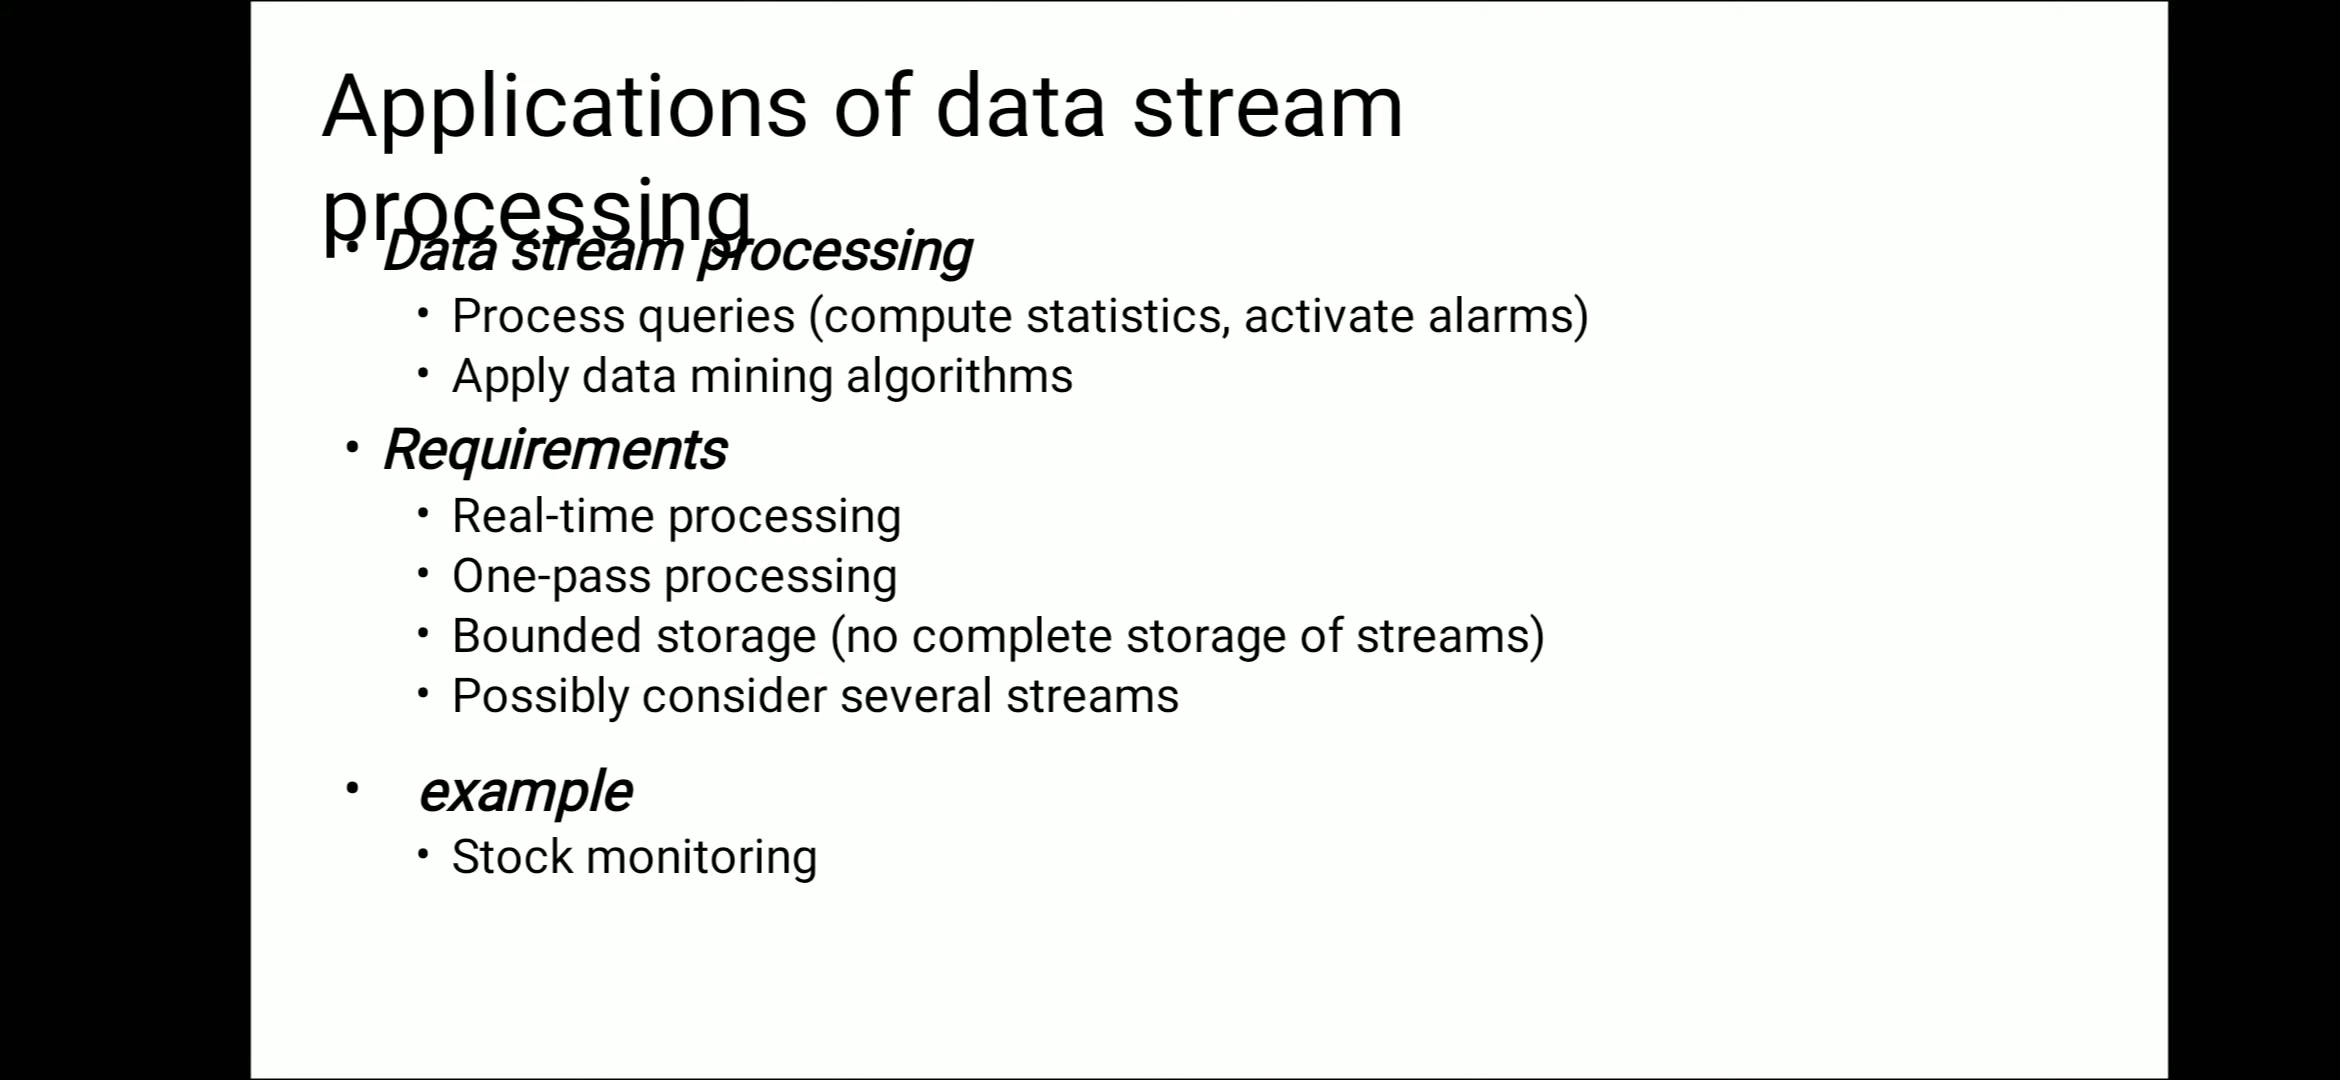 Applications of data stream
processing
• Data stream processing
• Process queries (compute statistics, activate alarms)
• Apply data mining algorithms
• Requirements
• Real-time processing
• One-pass processing
• Bounded storage (no complete storage of streams)
• Possibly consider several streams
• example
• Stock monitoring